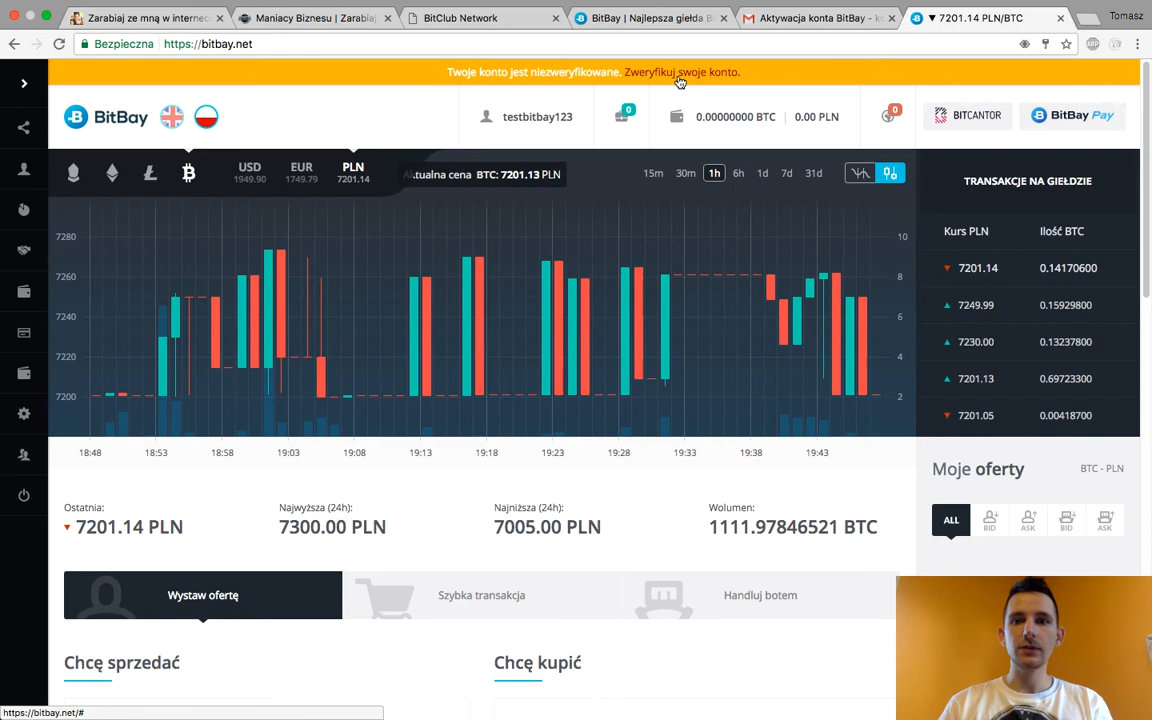 Zarabiaj ze mną w internec
Maniacy Biznesu | Zarabiaj
BitClub Network
BitBay | Najlepsza giełda B
Aktywacja konta BitBay - k
▼ 7201.14 PLN/BTC
Tomasz
Bezpieczna
https://bitbay.net
Twoje konto jest niezweryfikowane. Zweryfikuj swoje konto.
BitBay
testbitbay123
0
0.00000000 BTC
0.00 PLN
0
BITCANTOR
BitBay Pay
USD
1949.90
EUR
1749.79
PLN
7201.14
tualna cena BTC: 7201.13 PLN
15m 30m 1h 6h 1d 7d 31d
TRANSAKCJE NA GIEŁDZIE
Kurs PLN Ilość BTC
7201.14 0.14170600
7249.99 0.15929800
7230.00 0.13237800
7201.13 0.69723300
7201.05 0.00418700
7280 10
7260 8
7240 6
7220 4
7200 2
18:48 18:53 18:58 19:03 19:08 19:13 19:18 19:23 19:28 19:33 19:38 19:43
Moje oferty
BTC - PLN
ALL
BID
ASK
BID
ASK
Ostatnia:
7201.14 PLN
Najwyższa (24h):
7300.00 PLN
Najniższa (24h):
7005.00 PLN
Wolumen:
1111.97846521 BTC
Wystaw ofertę
Szybka transakcja
Handluj botem
Chcę sprzedać
Chcę kupić
https://bitbay.net/#